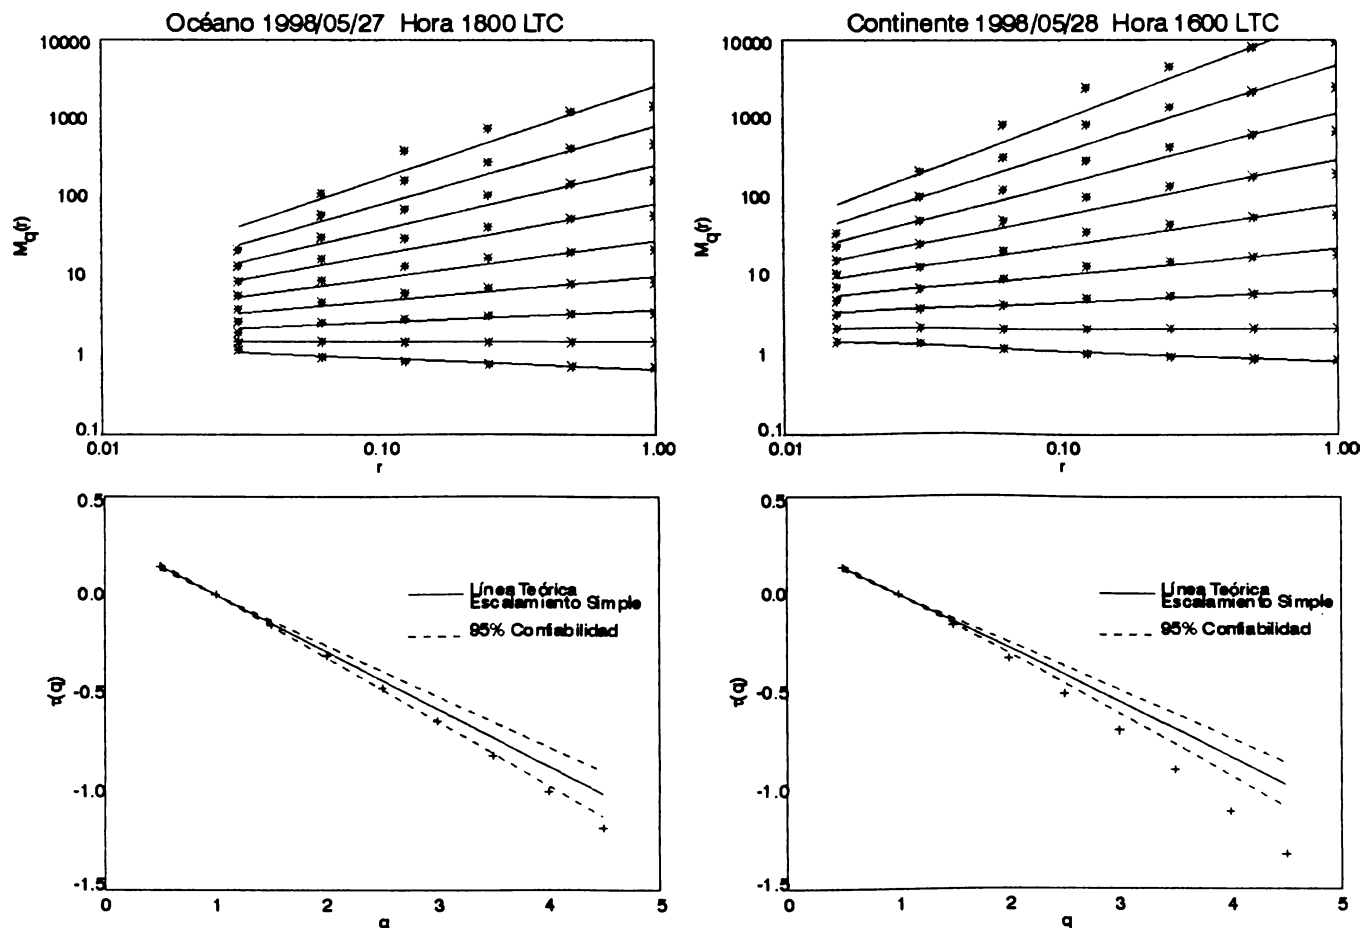 Océano 1998/05/27 Hora 1800 LTC
10000
1000
100
10
1
0.1
0.01
0.10
1.00
Mq(r)
r
Continente 1998/05/28 Hora 1600 LTC
10000
1000
100
10
1
0.1
0.01
0.10
1.00
Mq(r)
r
0.5
0.0
-0.5
-1.0
-1.5
0
1
2
3
4
5
τ(q)
q
Línea Teórica
Escalamiento Simple
95% Confiabilidad
0.5
0.0
-0.5
-1.0
-1.5
0
1
2
3
4
5
τ(q)
q
Línea Teórica
Escalamiento Simple
95% Confiabilidad